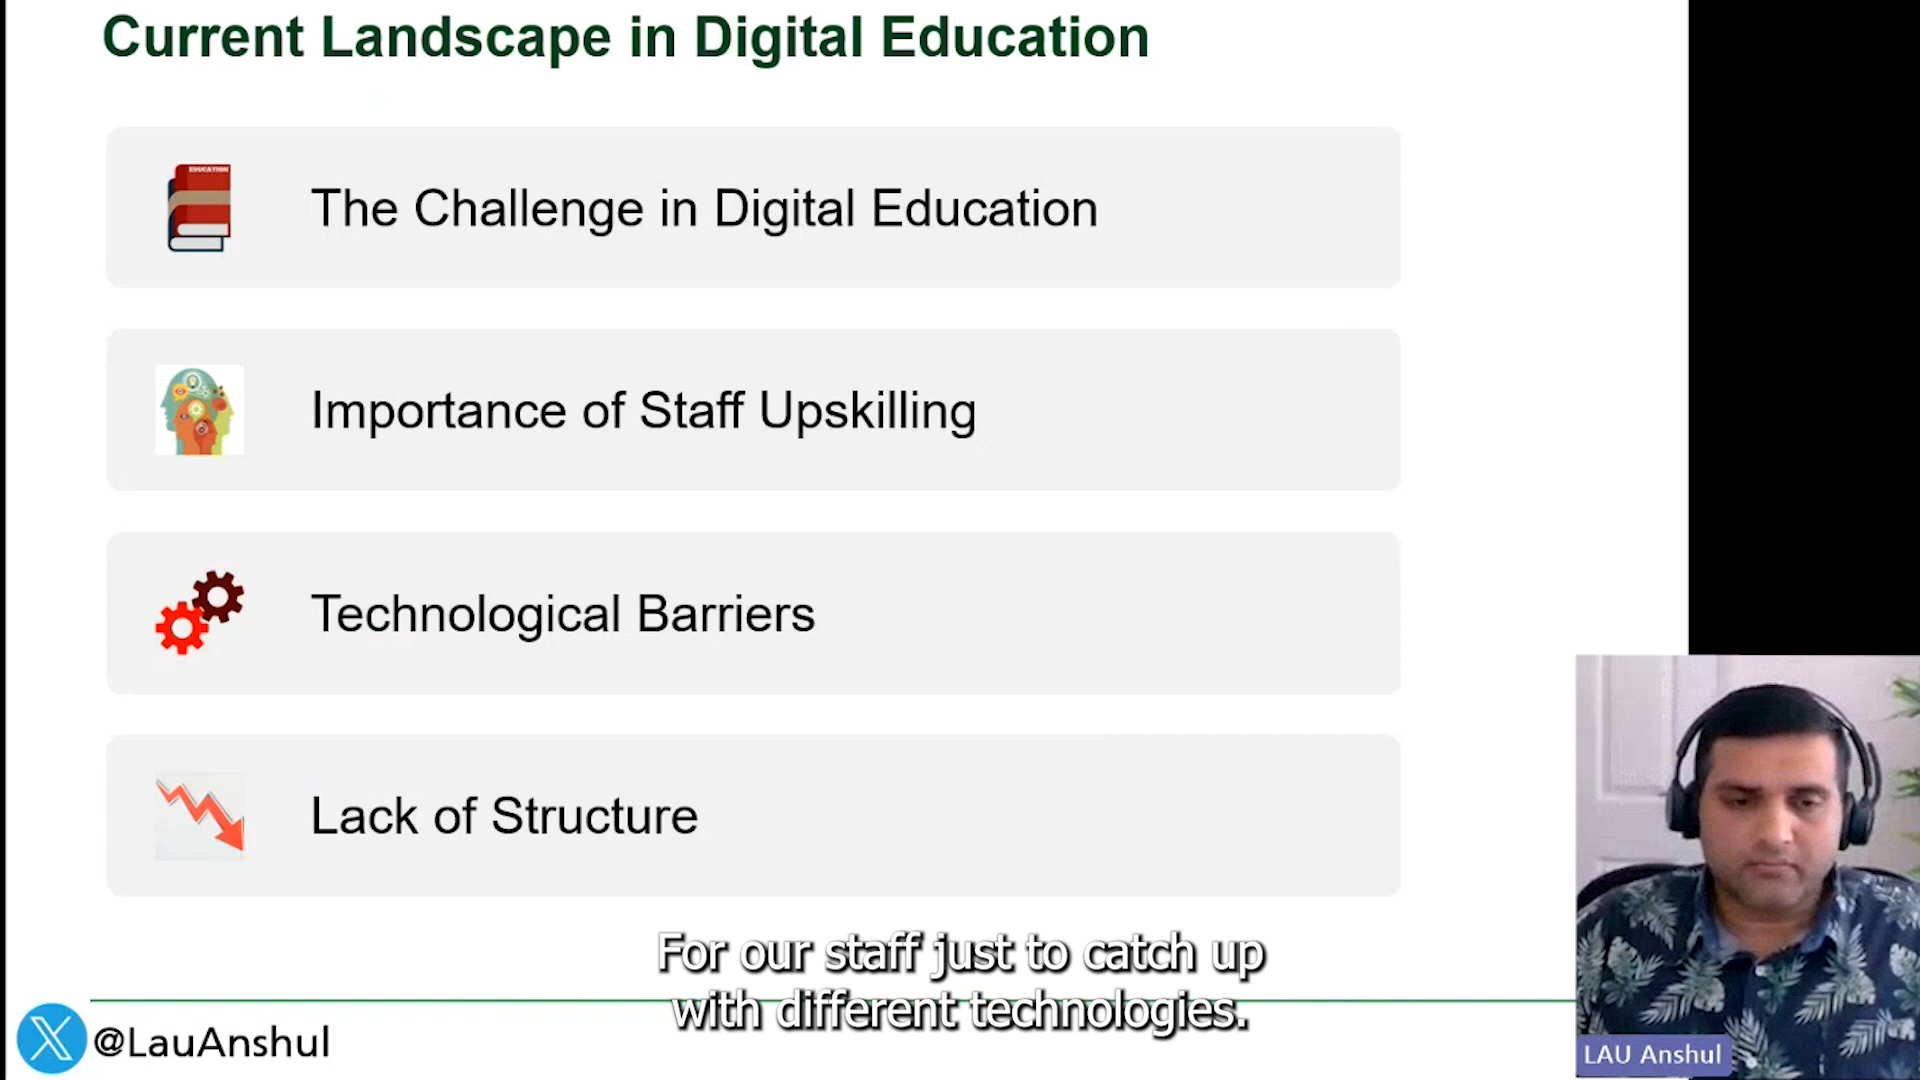 Current Landscape in Digital Education
EDUCATION
The Challenge in Digital Education
Importance of Staff Upskilling
Technological Barriers
Lack of Structure
For our staff just to catch up
with different technologies.
@LauAnshul
LAU Anshul